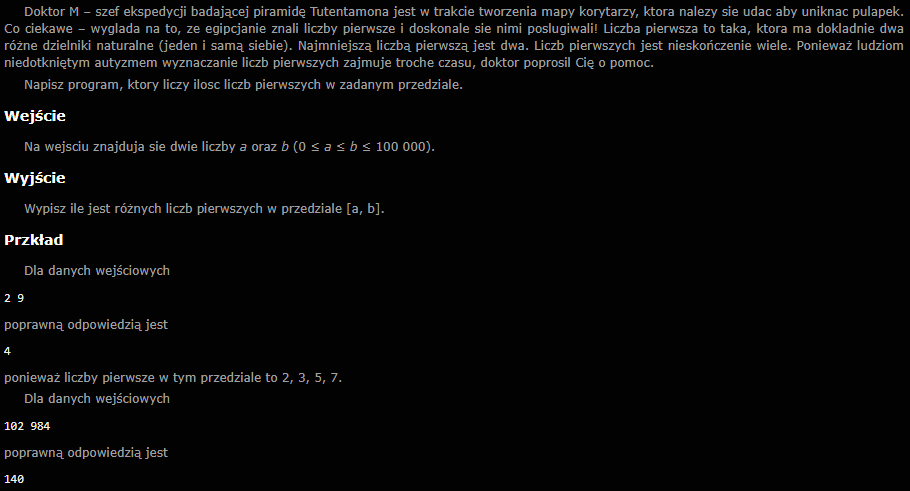 Doktor M – szef ekspedycji badającej piramidę Tutentamona jest w trakcie tworzenia mapy korytarzy, ktora nalezy sie udac aby uniknac pulapek.
Co ciekawe – wyglada na to, ze egipcjanie znali liczby pierwsze i doskonale sie nimi poslugiwali! Liczba pierwsza to taka, ktora ma dokladnie dwa
różne dzielniki naturalne (jeden i samą siebie). Najmniejszą liczbą pierwszą jest dwa. Liczb pierwszych jest nieskończenie wiele. Ponieważ ludziom
niedotkniętym autyzmem wyznaczanie liczb pierwszych zajmuje troche czasu, doktor poprosil Cię o pomoc.
Napisz program, ktory liczy ilosc liczb pierwszych w zadanym przedziale.
Wejście
Na wejsciu znajduja sie dwie liczby a oraz b (0 ≤ a ≤ b ≤ 100 000).
Wyjście
Wypisz ile jest różnych liczb pierwszych w przedziale [a, b].
Przkład
Dla danych wejściowych
2 9
poprawną odpowiedzią jest
4
ponieważ liczby pierwsze w tym przedziale to 2, 3, 5, 7.
Dla danych wejściowych
102 984
poprawną odpowiedzią jest
140